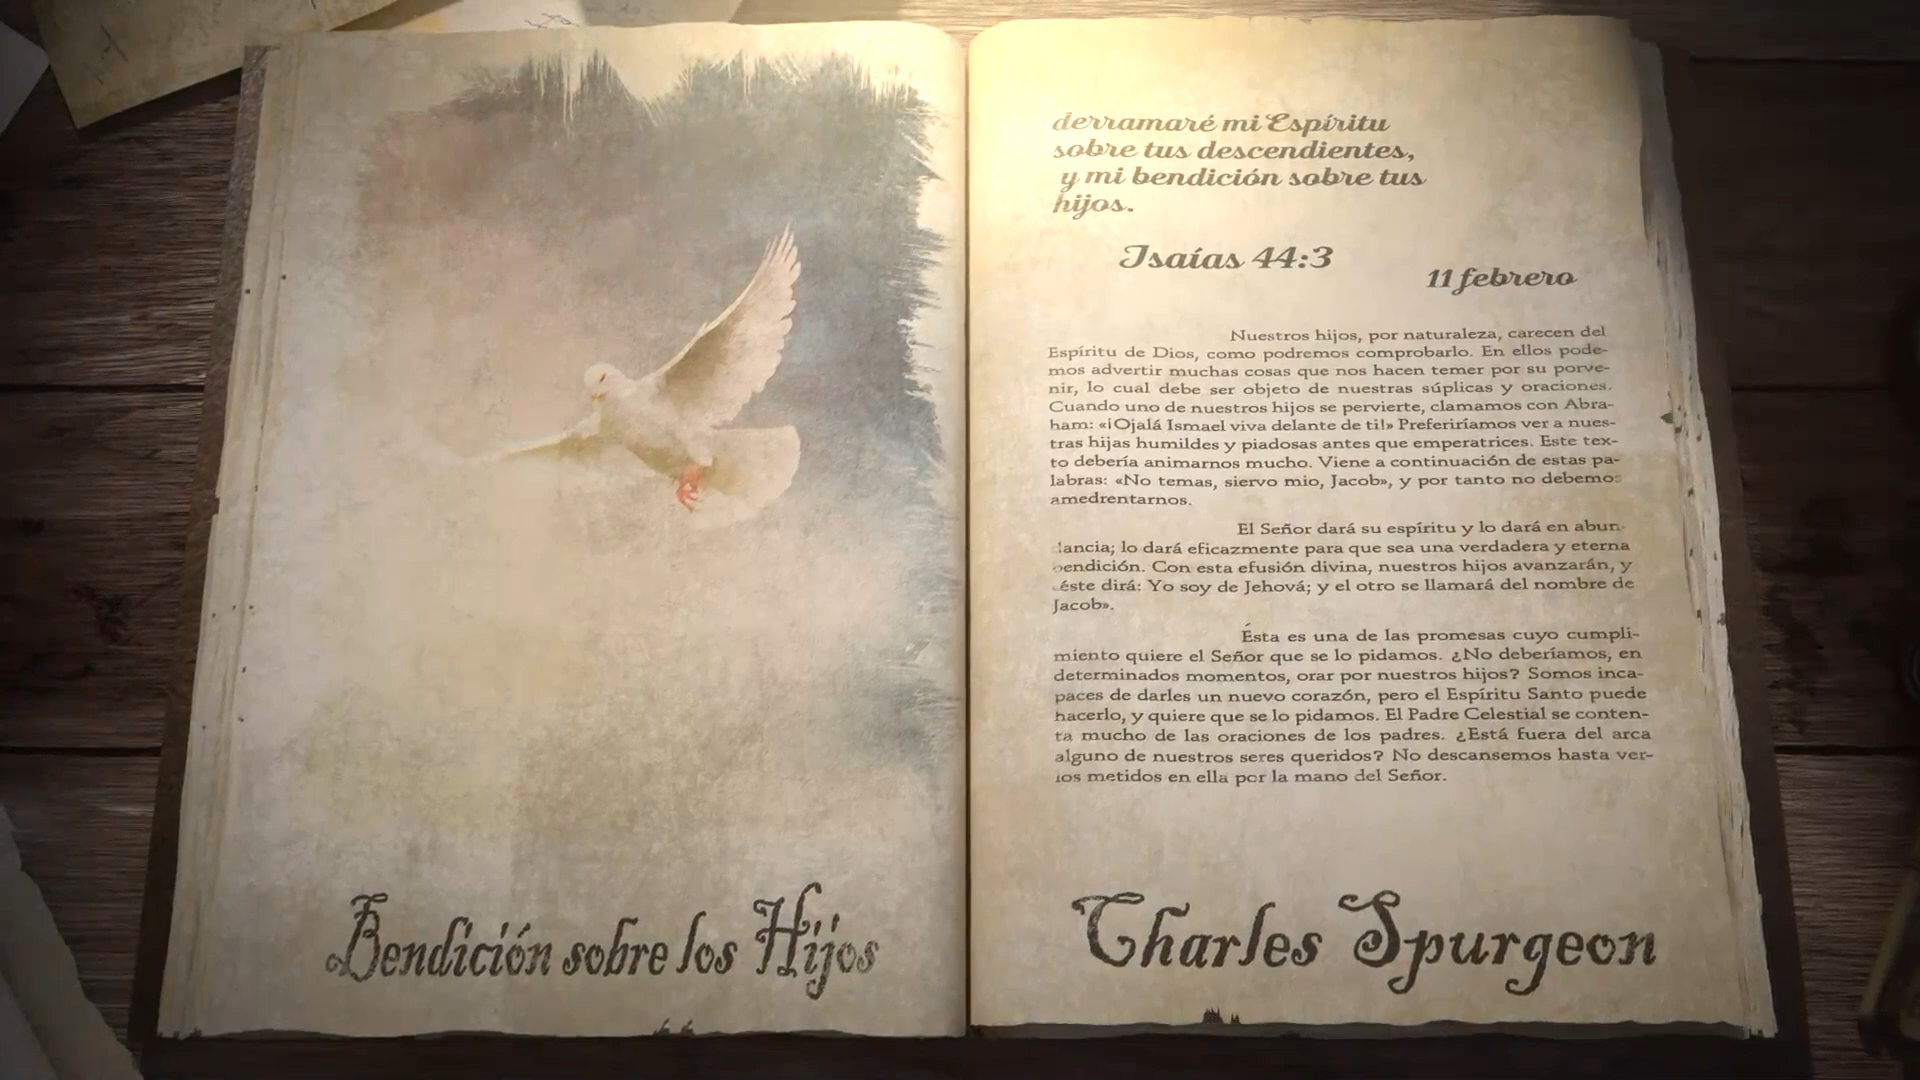 derramaré mi Espíritu
sobre tus descendientes,
y mi bendición sobre tus
hijos.
Isaías 44:3
11 febrero
Nuestros hijos, por naturaleza, carecen del
Espíritu de Dios, como podremos comprobarlo. En ellos pode-
mos advertir muchas cosas que nos hacen temer por su porve-
nir, lo cual debe ser objeto de nuestras súplicas y oraciones.
Cuando uno de nuestros hijos se pervierte, clamamos con Abra-
ham: «¡Ojalá Ismael viva delante de ti!» Preferiríamos ver a nues-
tras hijas humildes y piadosas antes que emperatrices. Este tex-
to debería animarnos mucho. Viene a continuación de estas pa-
labras: «No temas, siervo mio, Jacob», y por tanto no debemos
amedrentarnos.
El Señor dará su espíritu y lo dará en abun-
dancia; lo dará eficazmente para que sea una verdadera y eterna
bendición. Con esta efusión divina, nuestros hijos avanzarán, y
«éste dirá: Yo soy de Jehová; y el otro se llamará del nombre de
Jacob».
Ésta es una de las promesas cuyo cumpli-
miento quiere el Señor que se lo pidamos. ¿No deberíamos, en
determinados momentos, orar por nuestros hijos? Somos inca-
paces de darles un nuevo corazón, pero el Espíritu Santo puede
hacerlo, y quiere que se lo pidamos. El Padre Celestial se conten-
ta mucho de las oraciones de los padres. ¿Está fuera del arca
alguno de nuestros seres queridos? No descansemos hasta ver-
los metidos en ella por la mano del Señor.
Bendición sobre los Hijos
Charles Spurgeon